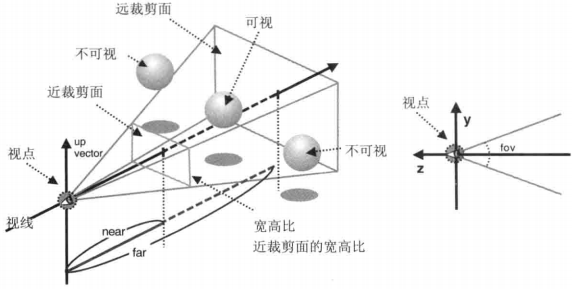 远裁剪面
可视
不可视
近裁剪面
up
vector
视点
不可视
视线
near
far
宽高比
近裁剪面的宽高比
视点
y
fov
z